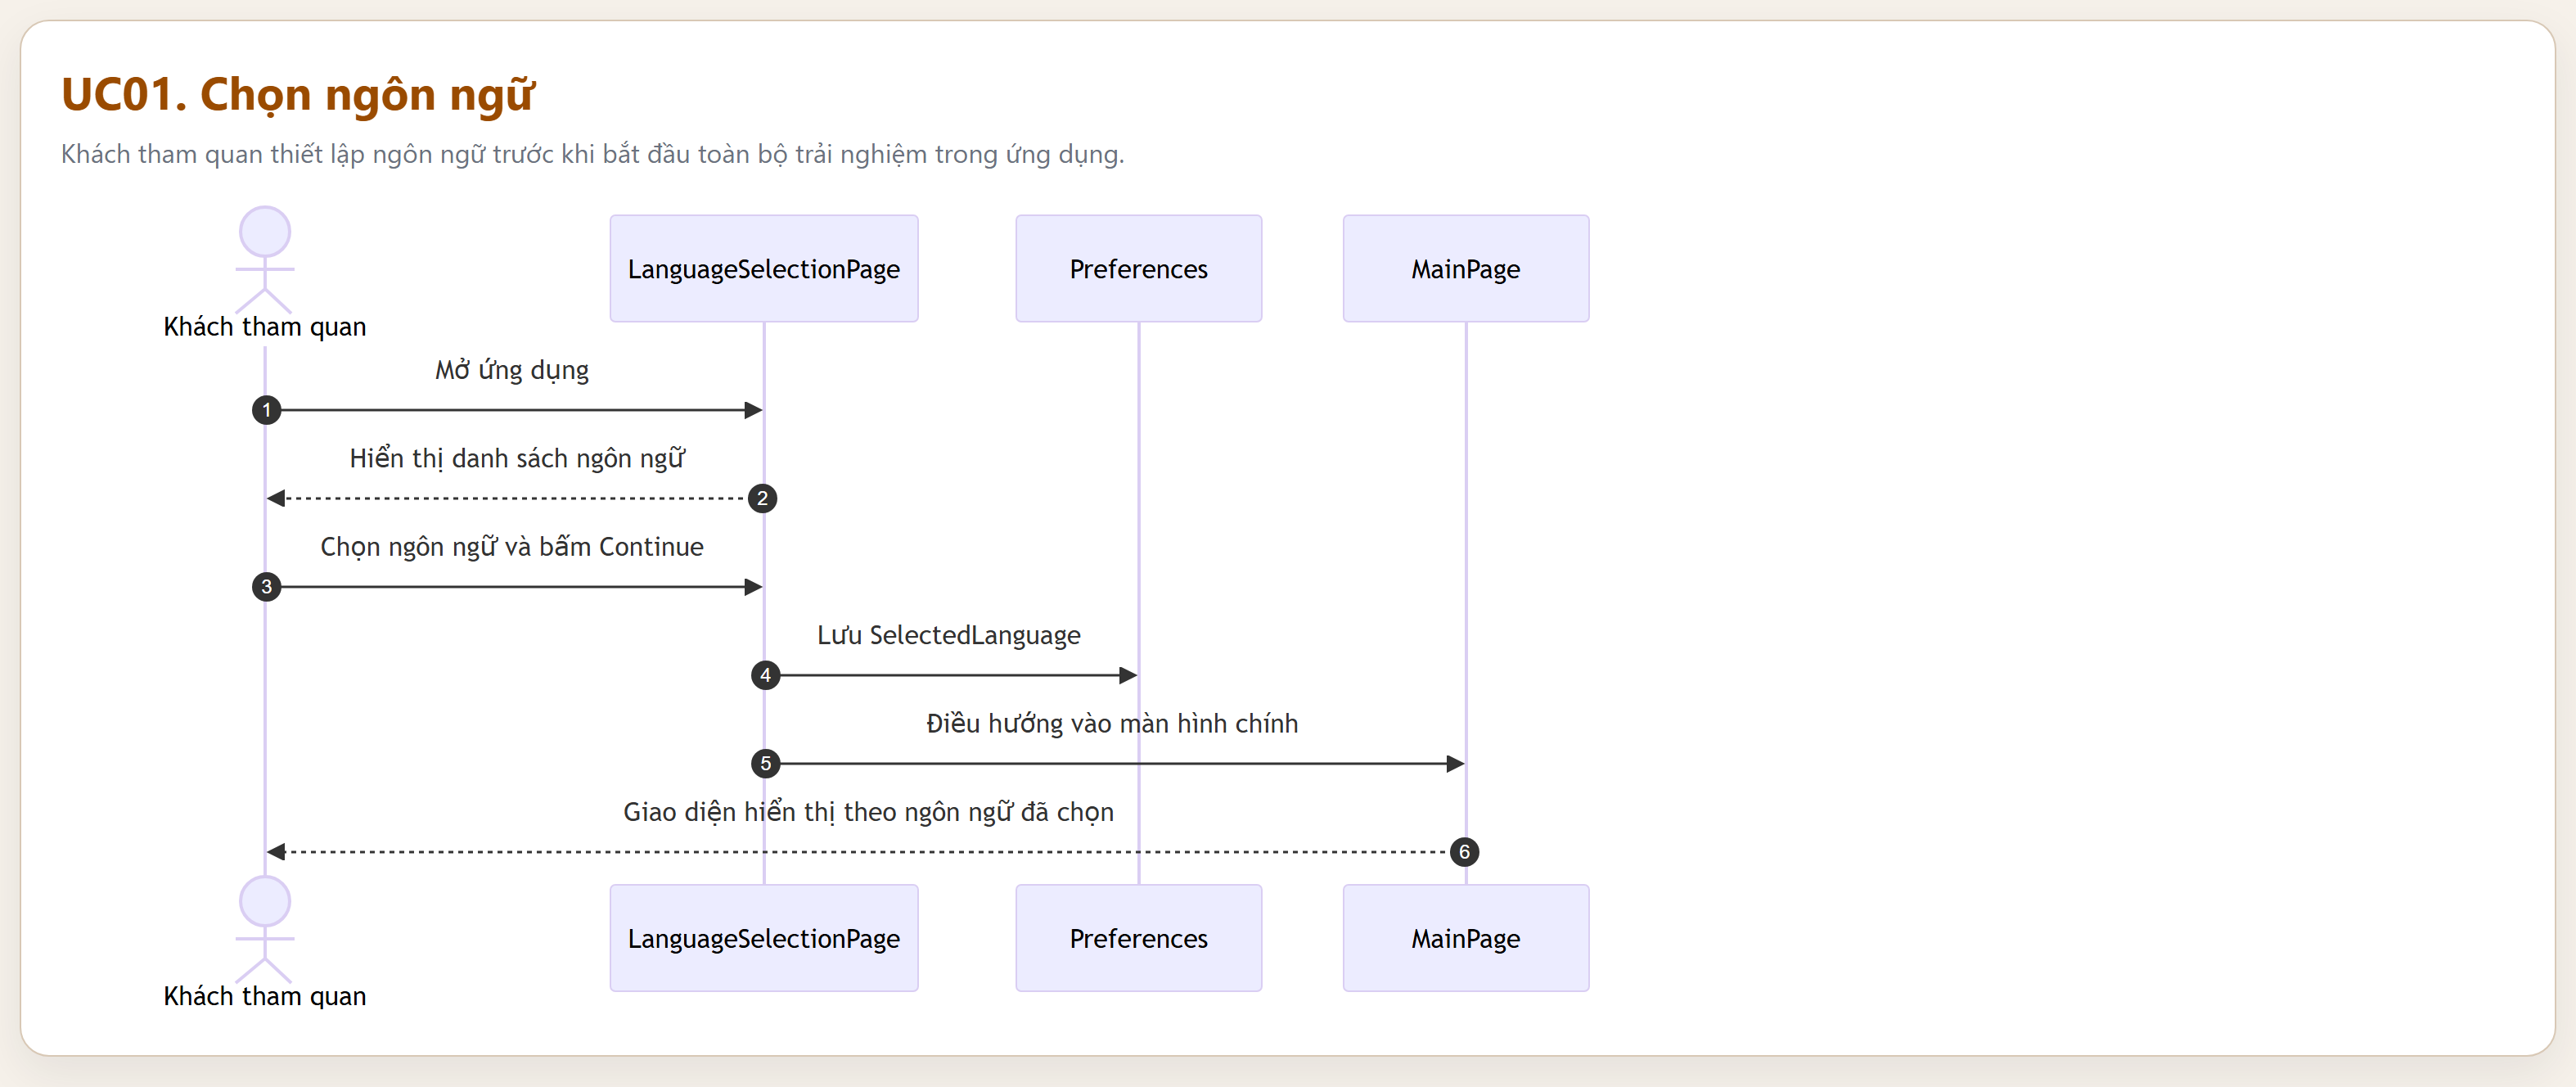 UC01. Chọn ngôn ngữ
Khách tham quan thiết lập ngôn ngữ trước khi bắt đầu toàn bộ trải nghiệm trong ứng dụng.
Khách tham quan
LanguageSelectionPage
Preferences
MainPage
Mở ứng dụng
1
Hiển thị danh sách ngôn ngữ
2
Chọn ngôn ngữ và bấm Continue
3
Lưu SelectedLanguage
4
Điều hướng vào màn hình chính
5
Giao diện hiển thị theo ngôn ngữ đã chọn
6
Khách tham quan
LanguageSelectionPage
Preferences
MainPage